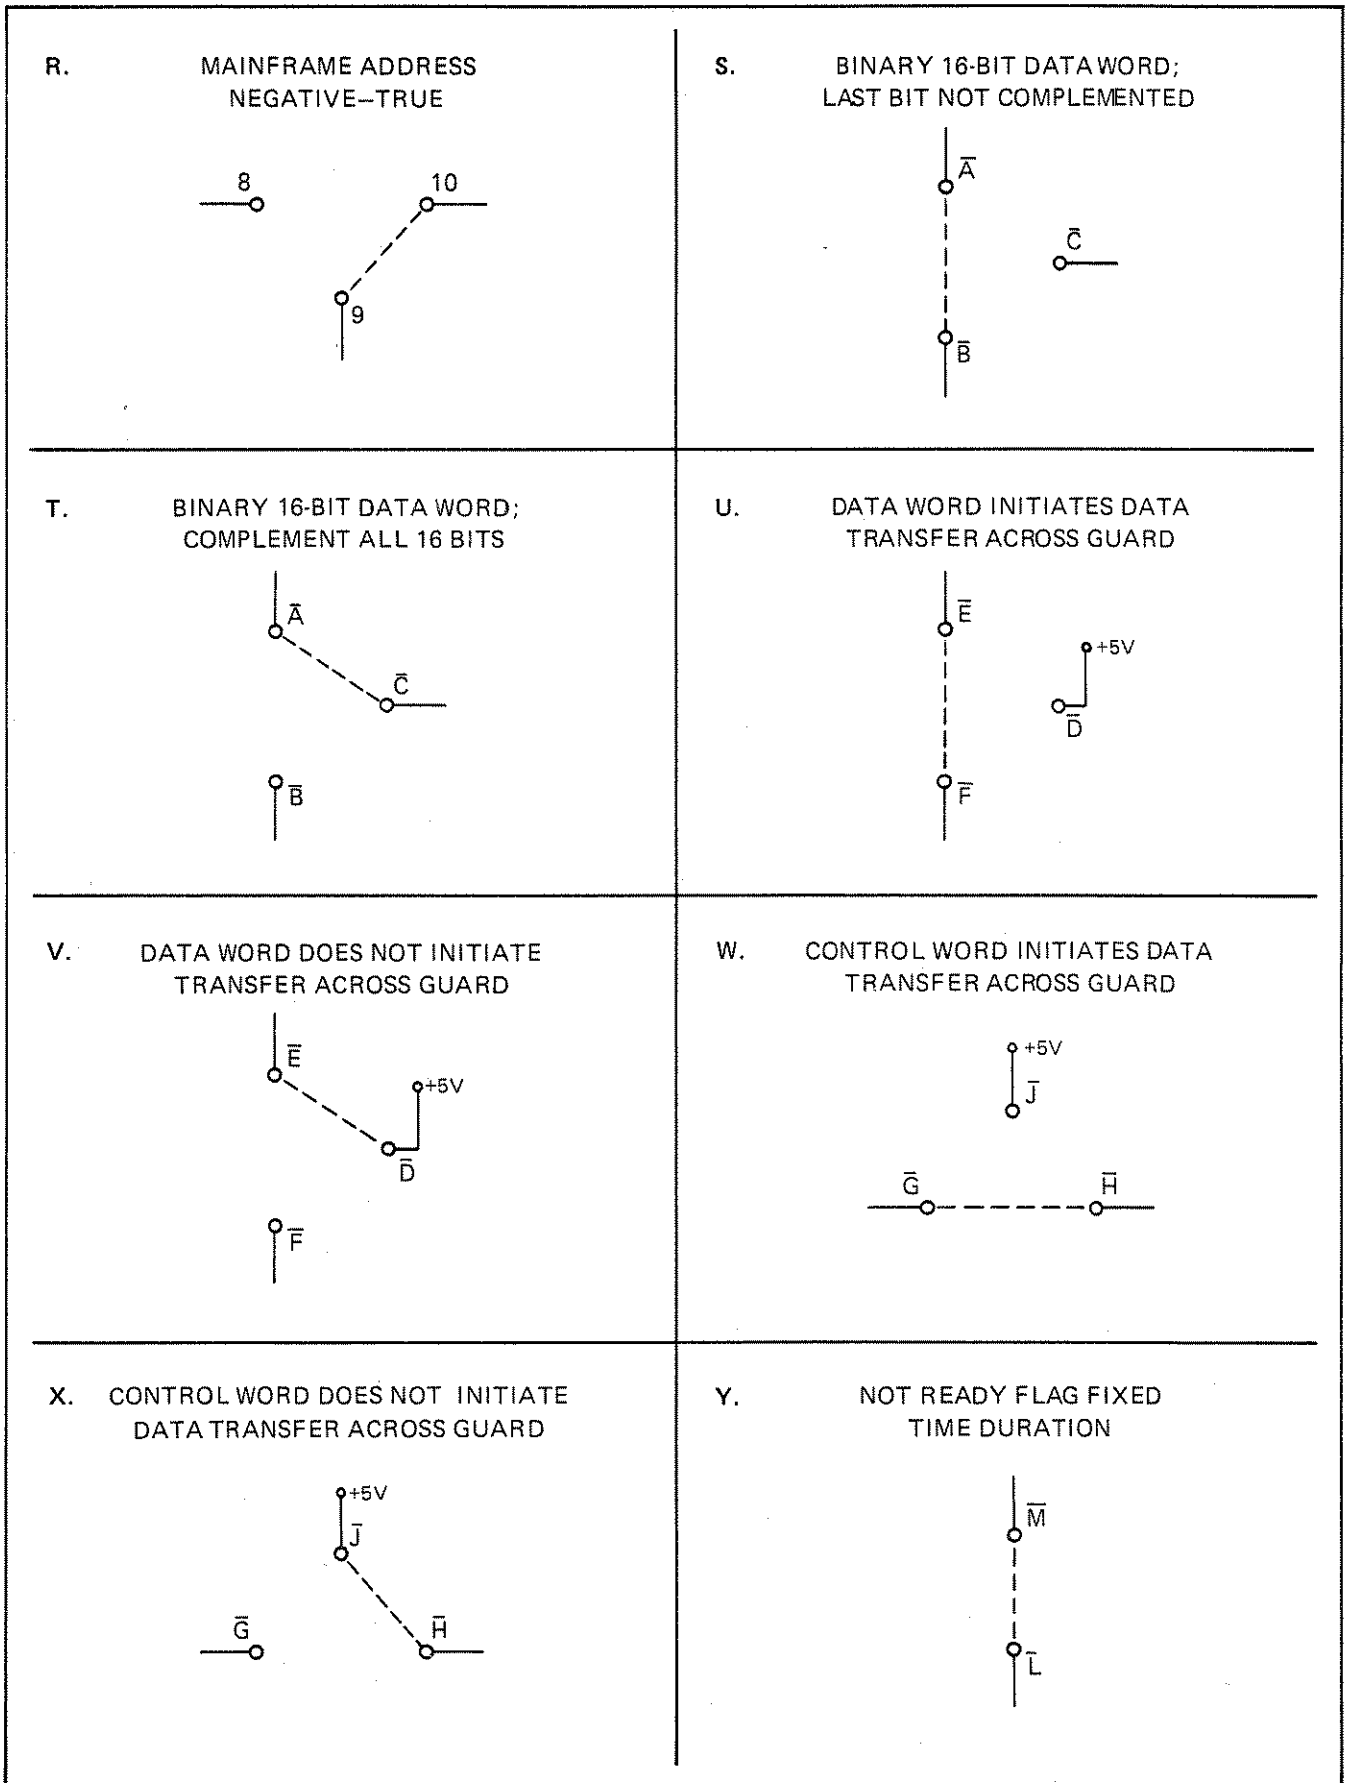 R. MAINFRAME ADDRESS
NEGATIVE–TRUE
8
10
9
S. BINARY 16-BIT DATA WORD;
LAST BIT NOT COMPLEMENTED
A̅
C̅
B̅
T. BINARY 16-BIT DATA WORD;
COMPLEMENT ALL 16 BITS
A̅
C̅
B̅
U. DATA WORD INITIATES DATA
TRANSFER ACROSS GUARD
E̅
+5V
D̅
F̅
V. DATA WORD DOES NOT INITIATE
TRANSFER ACROSS GUARD
E̅
+5V
D̅
F̅
W. CONTROL WORD INITIATES DATA
TRANSFER ACROSS GUARD
+5V
J̅
G̅ H̅
X. CONTROL WORD DOES NOT INITIATE
DATA TRANSFER ACROSS GUARD
+5V
J̅
G̅ H̅
Y. NOT READY FLAG FIXED
TIME DURATION
M̅
L̅